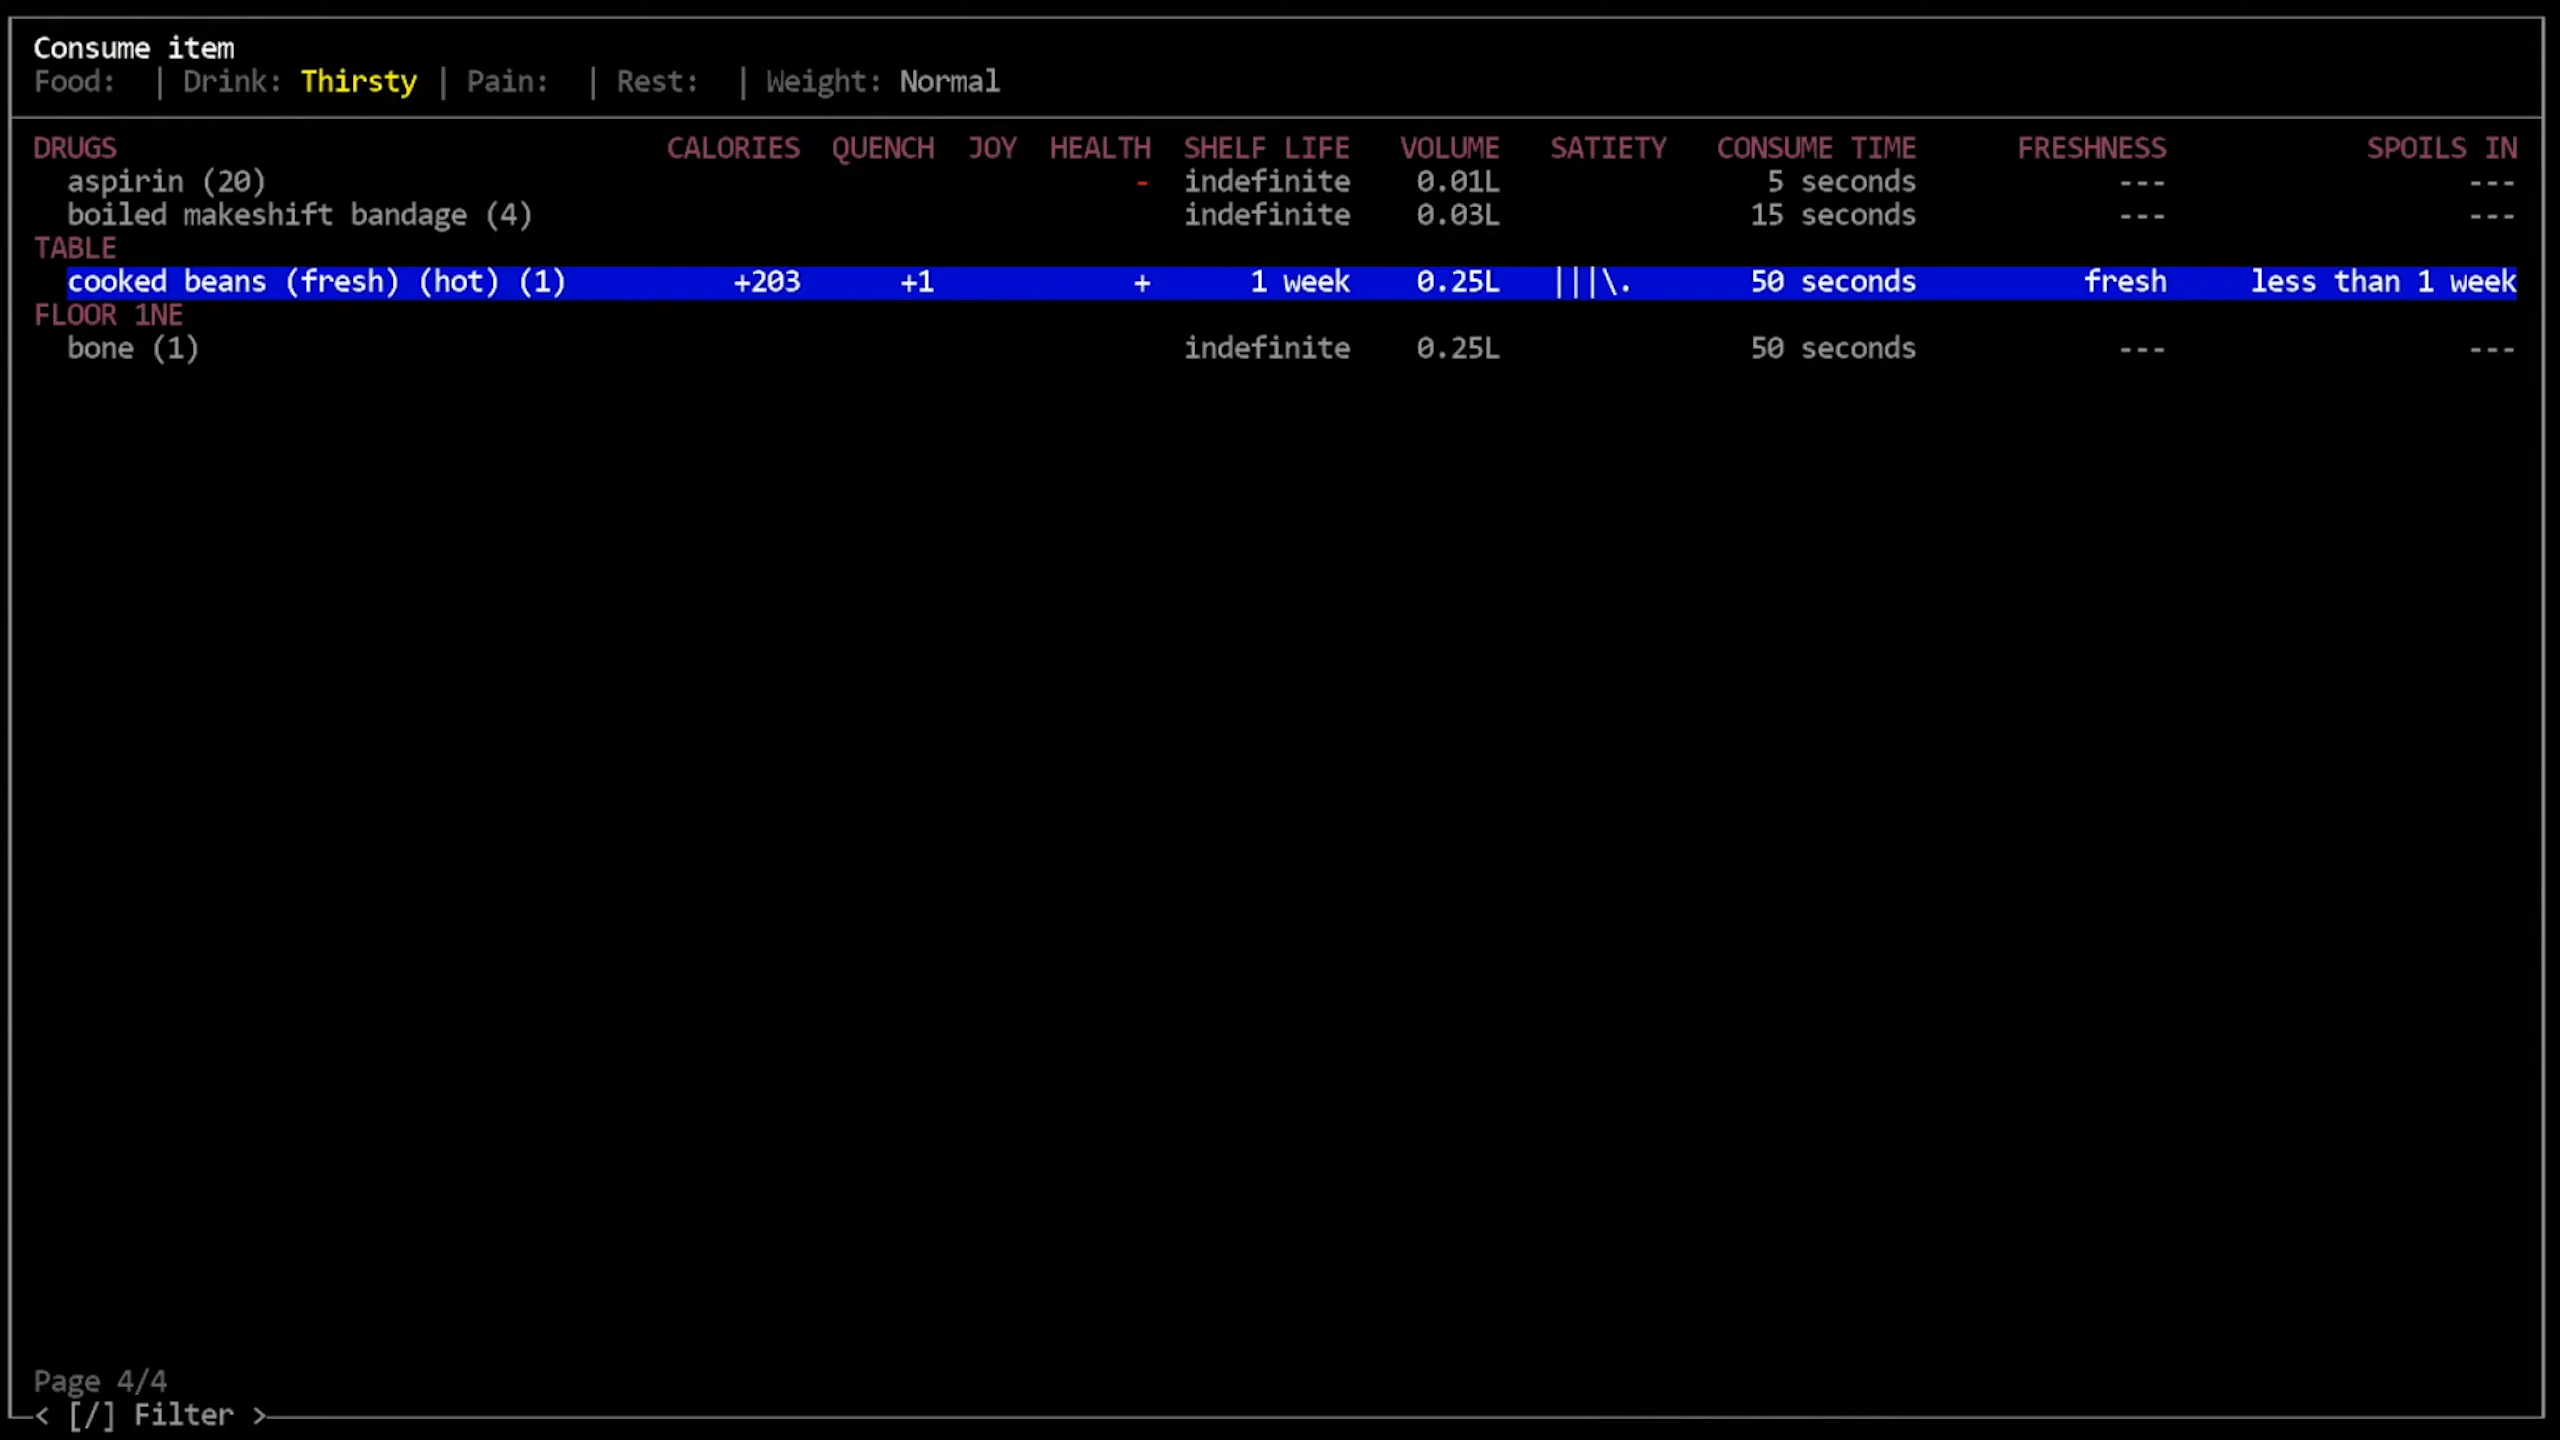 Consume item
Food: | Drink: Thirsty | Pain: | Rest: | Weight: Normal
DRUGS CALORIES QUENCH JOY HEALTH SHELF LIFE VOLUME SATIETY CONSUME TIME FRESHNESS SPOILS IN
aspirin (20) - indefinite 0.01L 5 seconds --- ---
boiled makeshift bandage (4) indefinite 0.03L 15 seconds --- ---
TABLE
cooked beans (fresh) (hot) (1) +203 +1 + 1 week 0.25L |||\. 50 seconds fresh less than 1 week
FLOOR 1NE
bone (1) indefinite 0.25L 50 seconds --- ---
Page 4/4
< [/] Filter >